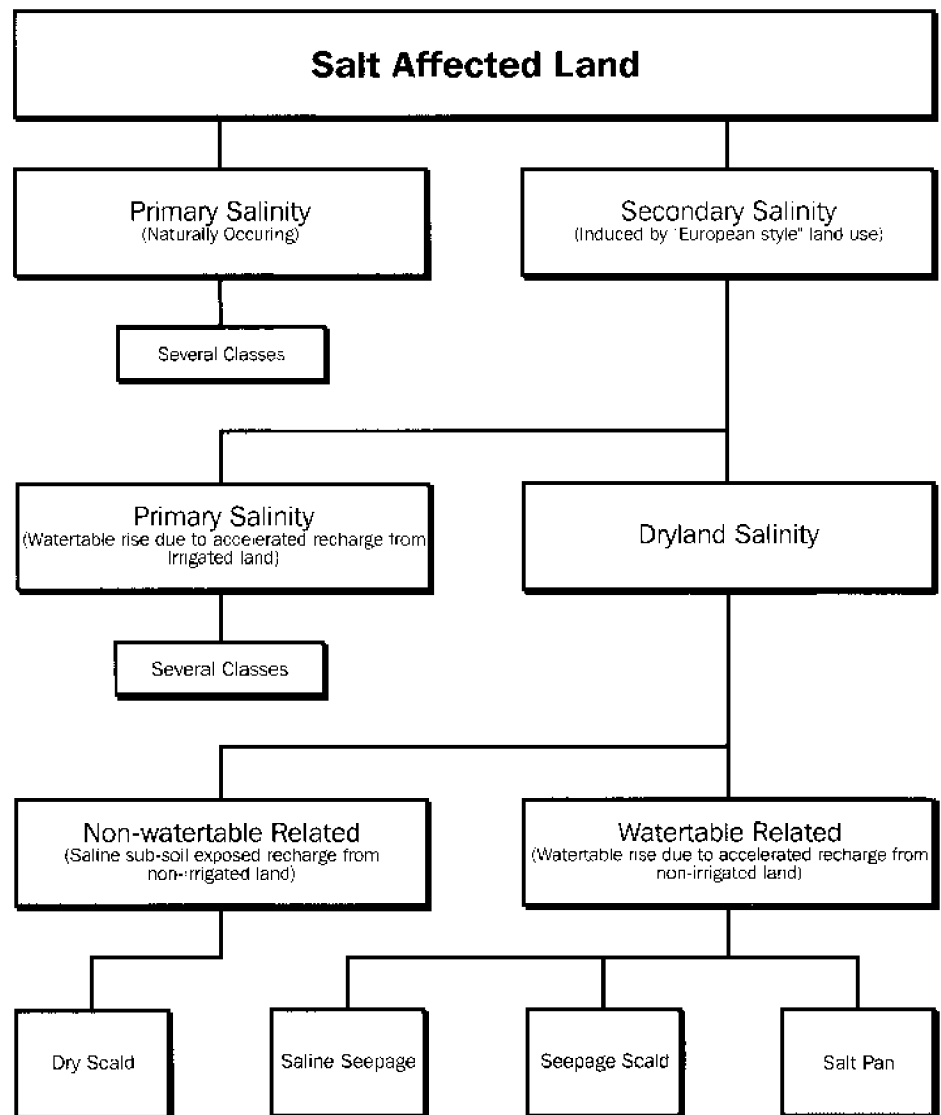 Salt Affected Land
Primary Salinity
(Naturally Occuring)
Secondary Salinity
(Induced by "European style" land use)
Several Classes
Primary Salinity
(Watertable rise due to accelerated recharge from
irrigated land)
Dryland Salinity
Several Classes
Non-watertable Related
(Saline sub-soil exposed recharge from
non-irrigated land)
Watertable Related
(Watertable rise due to accelerated recharge from
non-irrigated land)
Dry Scald
Saline Seepage
Seepage Scald
Salt Pan